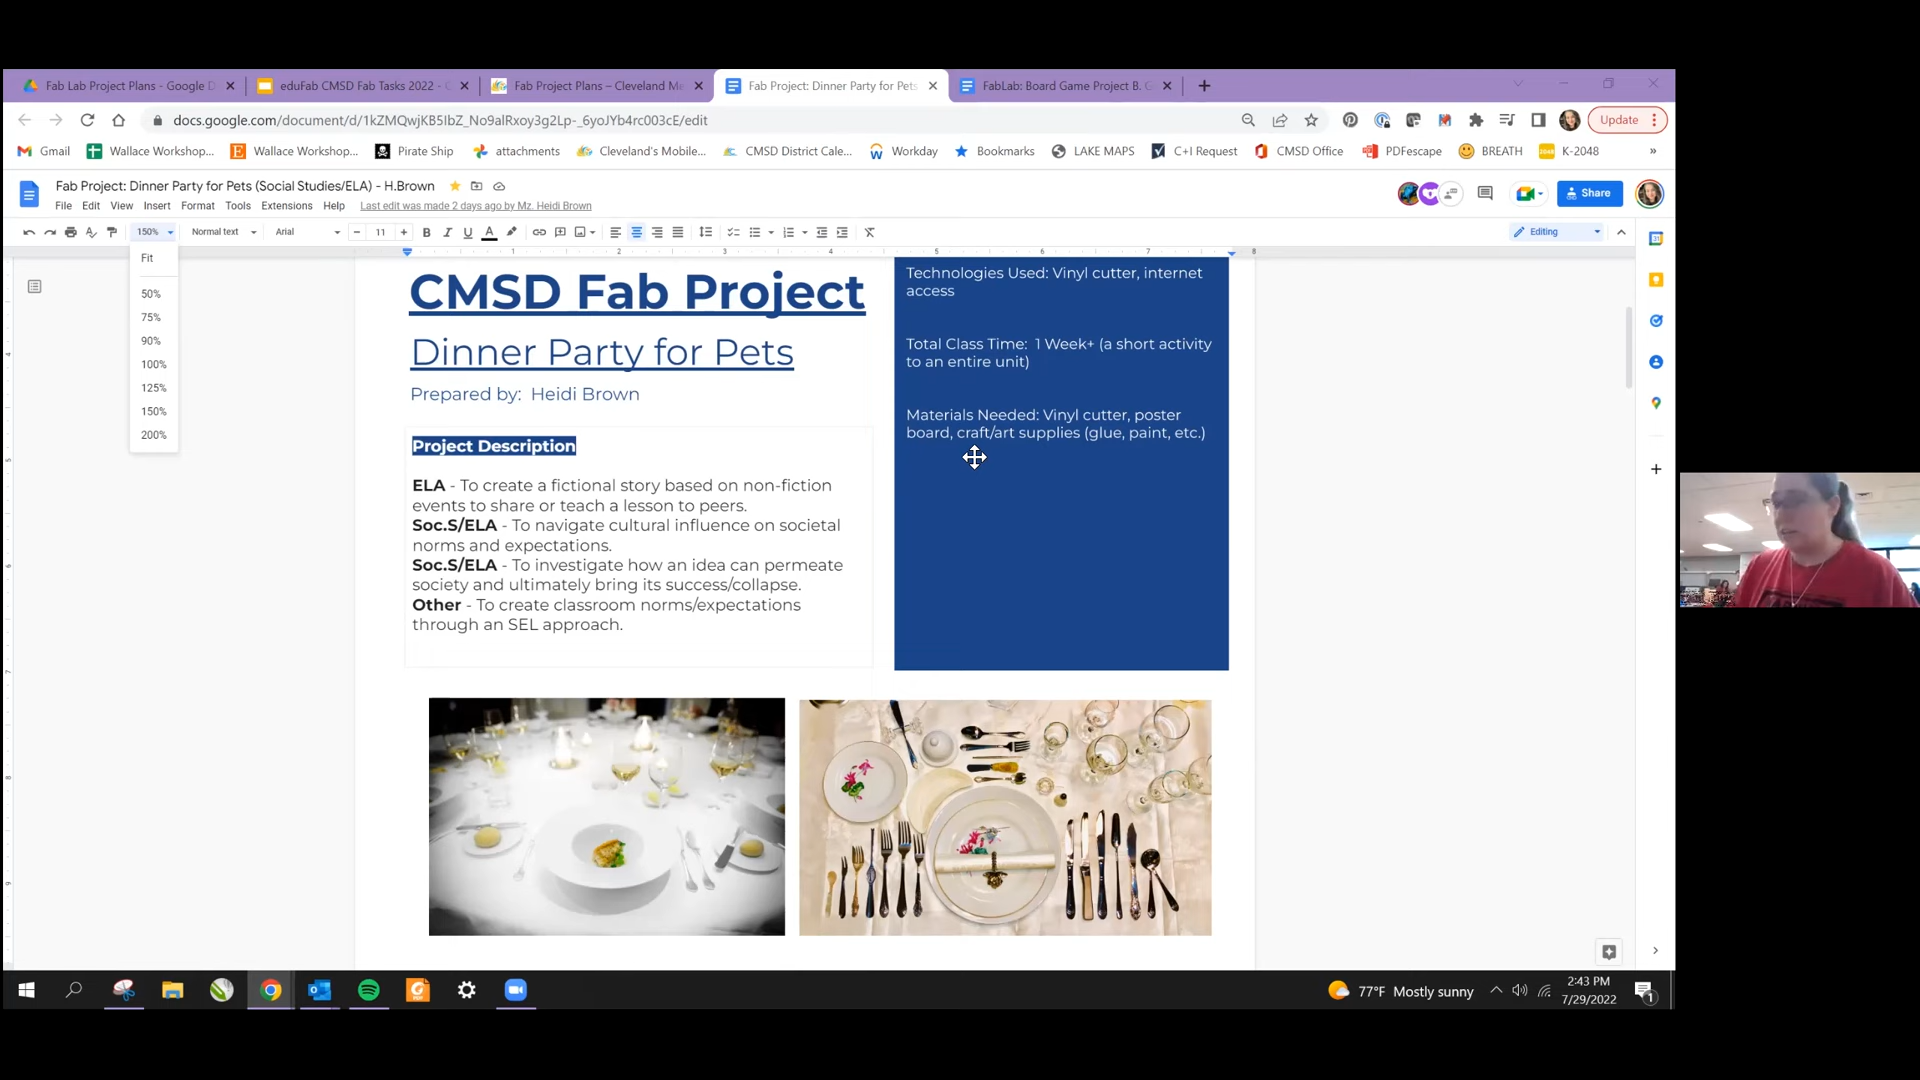 Fab Lab Project Plans - Google D
eduFab CMSD Fab Tasks 2022 - G
Fab Project Plans – Cleveland Me
Fab Project: Dinner Party for Pets
FabLab: Board Game Project B. G
docs.google.com/document/d/1kZMQwjKB5IbZ_No9alRxoy3g2Lp-_6yoJYb4rc003cE/edit
Update
Gmail
Wallace Workshop...
Wallace Workshop...
Pirate Ship
attachments
Cleveland's Mobile...
CMSD District Cale...
Workday
Bookmarks
LAKE MAPS
C+I Request
CMSD Office
PDFescape
BREATH
K-2048
»
Fab Project: Dinner Party for Pets (Social Studies/ELA) - H.Brown
File Edit View Insert Format Tools Extensions Help Last edit was made 2 days ago by Mz. Heidi Brown
Share
150% Normal text Arial 11 Editing
Fit
50%
75%
90%
100%
125%
150%
200%
2 3 4 5 6 7 8
CMSD Fab Project
Dinner Party for Pets
Prepared by: Heidi Brown
Project Description
ELA - To create a fictional story based on non-fiction
events to share or teach a lesson to peers.
Soc.S/ELA - To navigate cultural influence on societal
norms and expectations.
Soc.S/ELA - To investigate how an idea can permeate
society and ultimately bring its success/collapse.
Other - To create classroom norms/expectations
through an SEL approach.
Technologies Used: Vinyl cutter, internet
access
Total Class Time: 1 Week+ (a short activity
to an entire unit)
Materials Needed: Vinyl cutter, poster
board, craft/art supplies (glue, paint, etc.)
77°F Mostly sunny
2:43 PM
7/29/2022
1